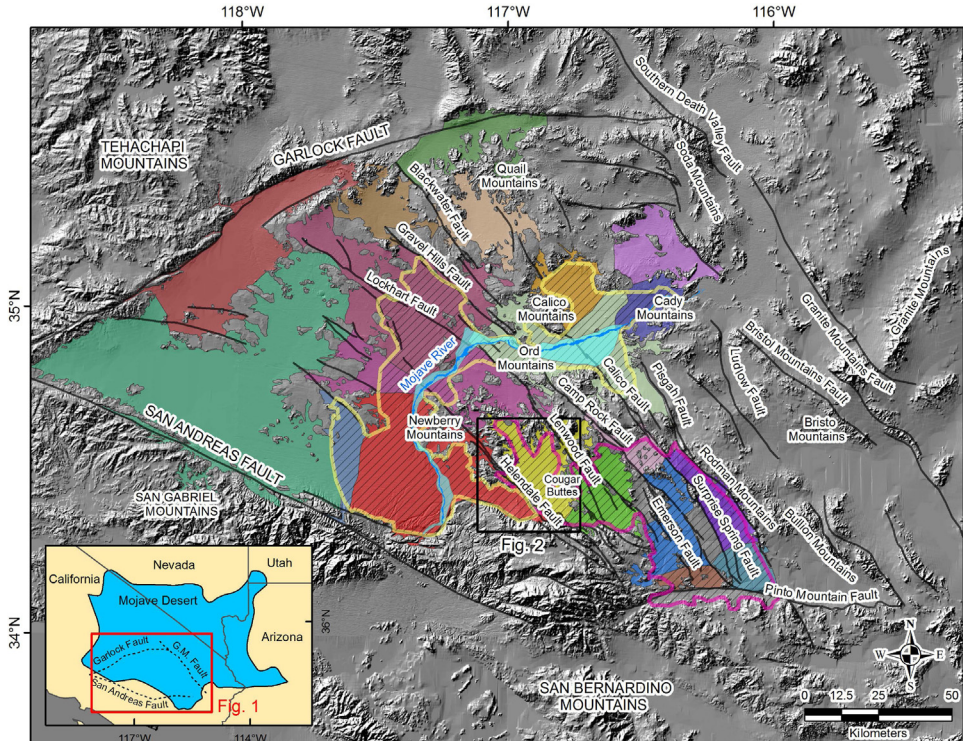 118°W
117°W
116°W
TEHACHAPI
MOUNTAINS
GARLOCK FAULT
Southern Death Valley Fault
Soda Mountains
Quail
Mountains
Blackwater Fault
Gravel Hills Fault
Lockhart Fault
35°N
Calico
Mountains
Cady
Mountains
Granite Mountains
Granite Mountains Fault
Bristol Mountains Fault
Ludlow Fault
Mojave River
Ord
Mountains
Calico Fault
Pisgah Fault
Camp Rock Fault
Bristo
Mountains
SAN ANDREAS FAULT
Newberry
Mountains
Lenwood Fault
Helendale Fault
Cougar
Buttes
Rodman Mountains
SAN GABRIEL
MOUNTAINS
Emerson Fault
Surprise Spring Fault
Bullion Mountains
Fig. 2
Pinto Mountain Fault
34°N
Nevada
Utah
California
Mojave Desert
Arizona
36°N
Garlock Fault
G.M. Fault
San Andreas Fault
Fig. 1
117°W
114°W
SAN BERNARDINO
MOUNTAINS
N
W
E
S
0 12.5 25 50
Kilometers